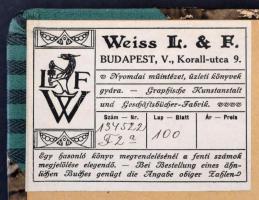 Weiss L. & F.
BUDAPEST, V., Korall-utca 9.
Nyomdai műintézet, üzleti könyvek
gyára. — Graphische Kunstanstalt
und Geschäftsbücher-Fabrik.
L F
W
Szám — Nr. Lap — Blatt Ár — Preis
134522 100
Egy hasonló könyv megrendelésénél a fenti számok
megjelölése elegendő. — Bei Bestellung eines ähn-
lichen Buches genügt die Angabe obiger Zahlen